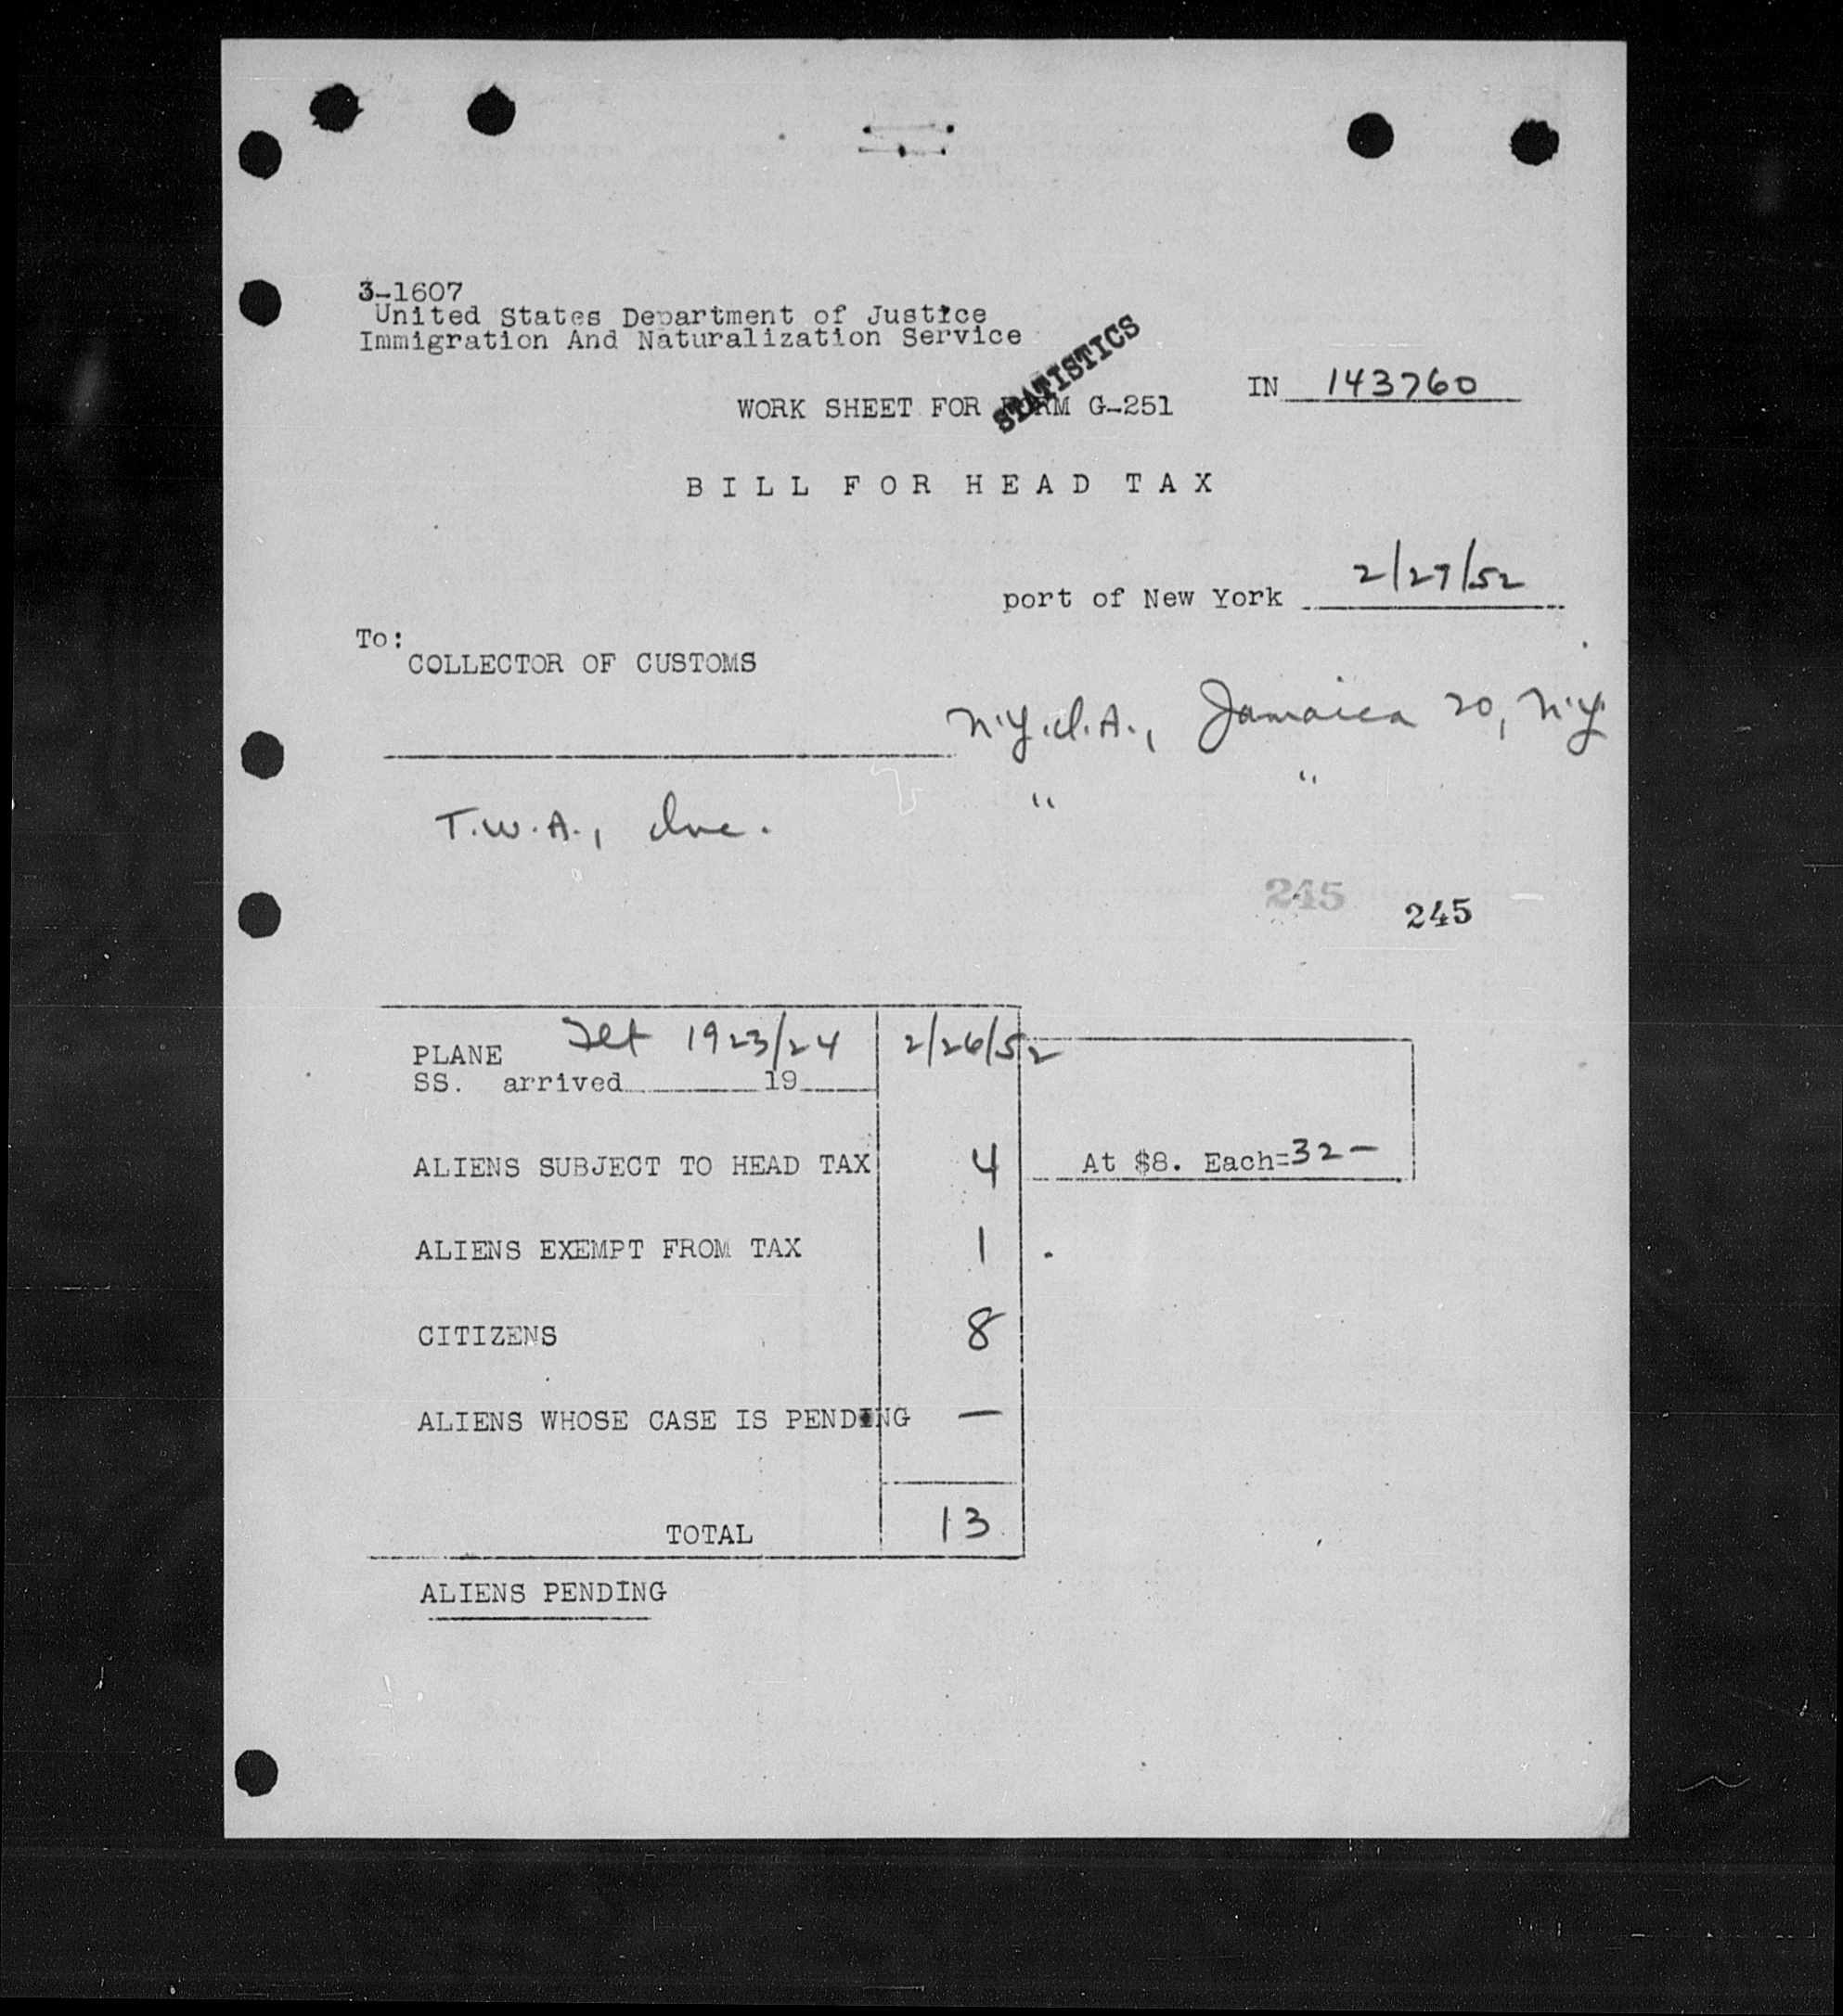 3-1607
United States Department of Justice
Immigration And Naturalization Service
STATISTICS
IN 143760
WORK SHEET FOR FORM G-251
BILL FOR HEAD TAX
port of New York 2/27/52
To:
COLLECTOR OF CUSTOMS
N.Y.I.A., Jamaica 20, N.Y.
T.W.A., Inc. " "
245 245
PLANE 1923/24 2/26/52
SS. arrived 19
ALIENS SUBJECT TO HEAD TAX 4 At $8. Each=32-
ALIENS EXEMPT FROM TAX 1
CITIZENS 8
ALIENS WHOSE CASE IS PENDING —
TOTAL 13
ALIENS PENDING